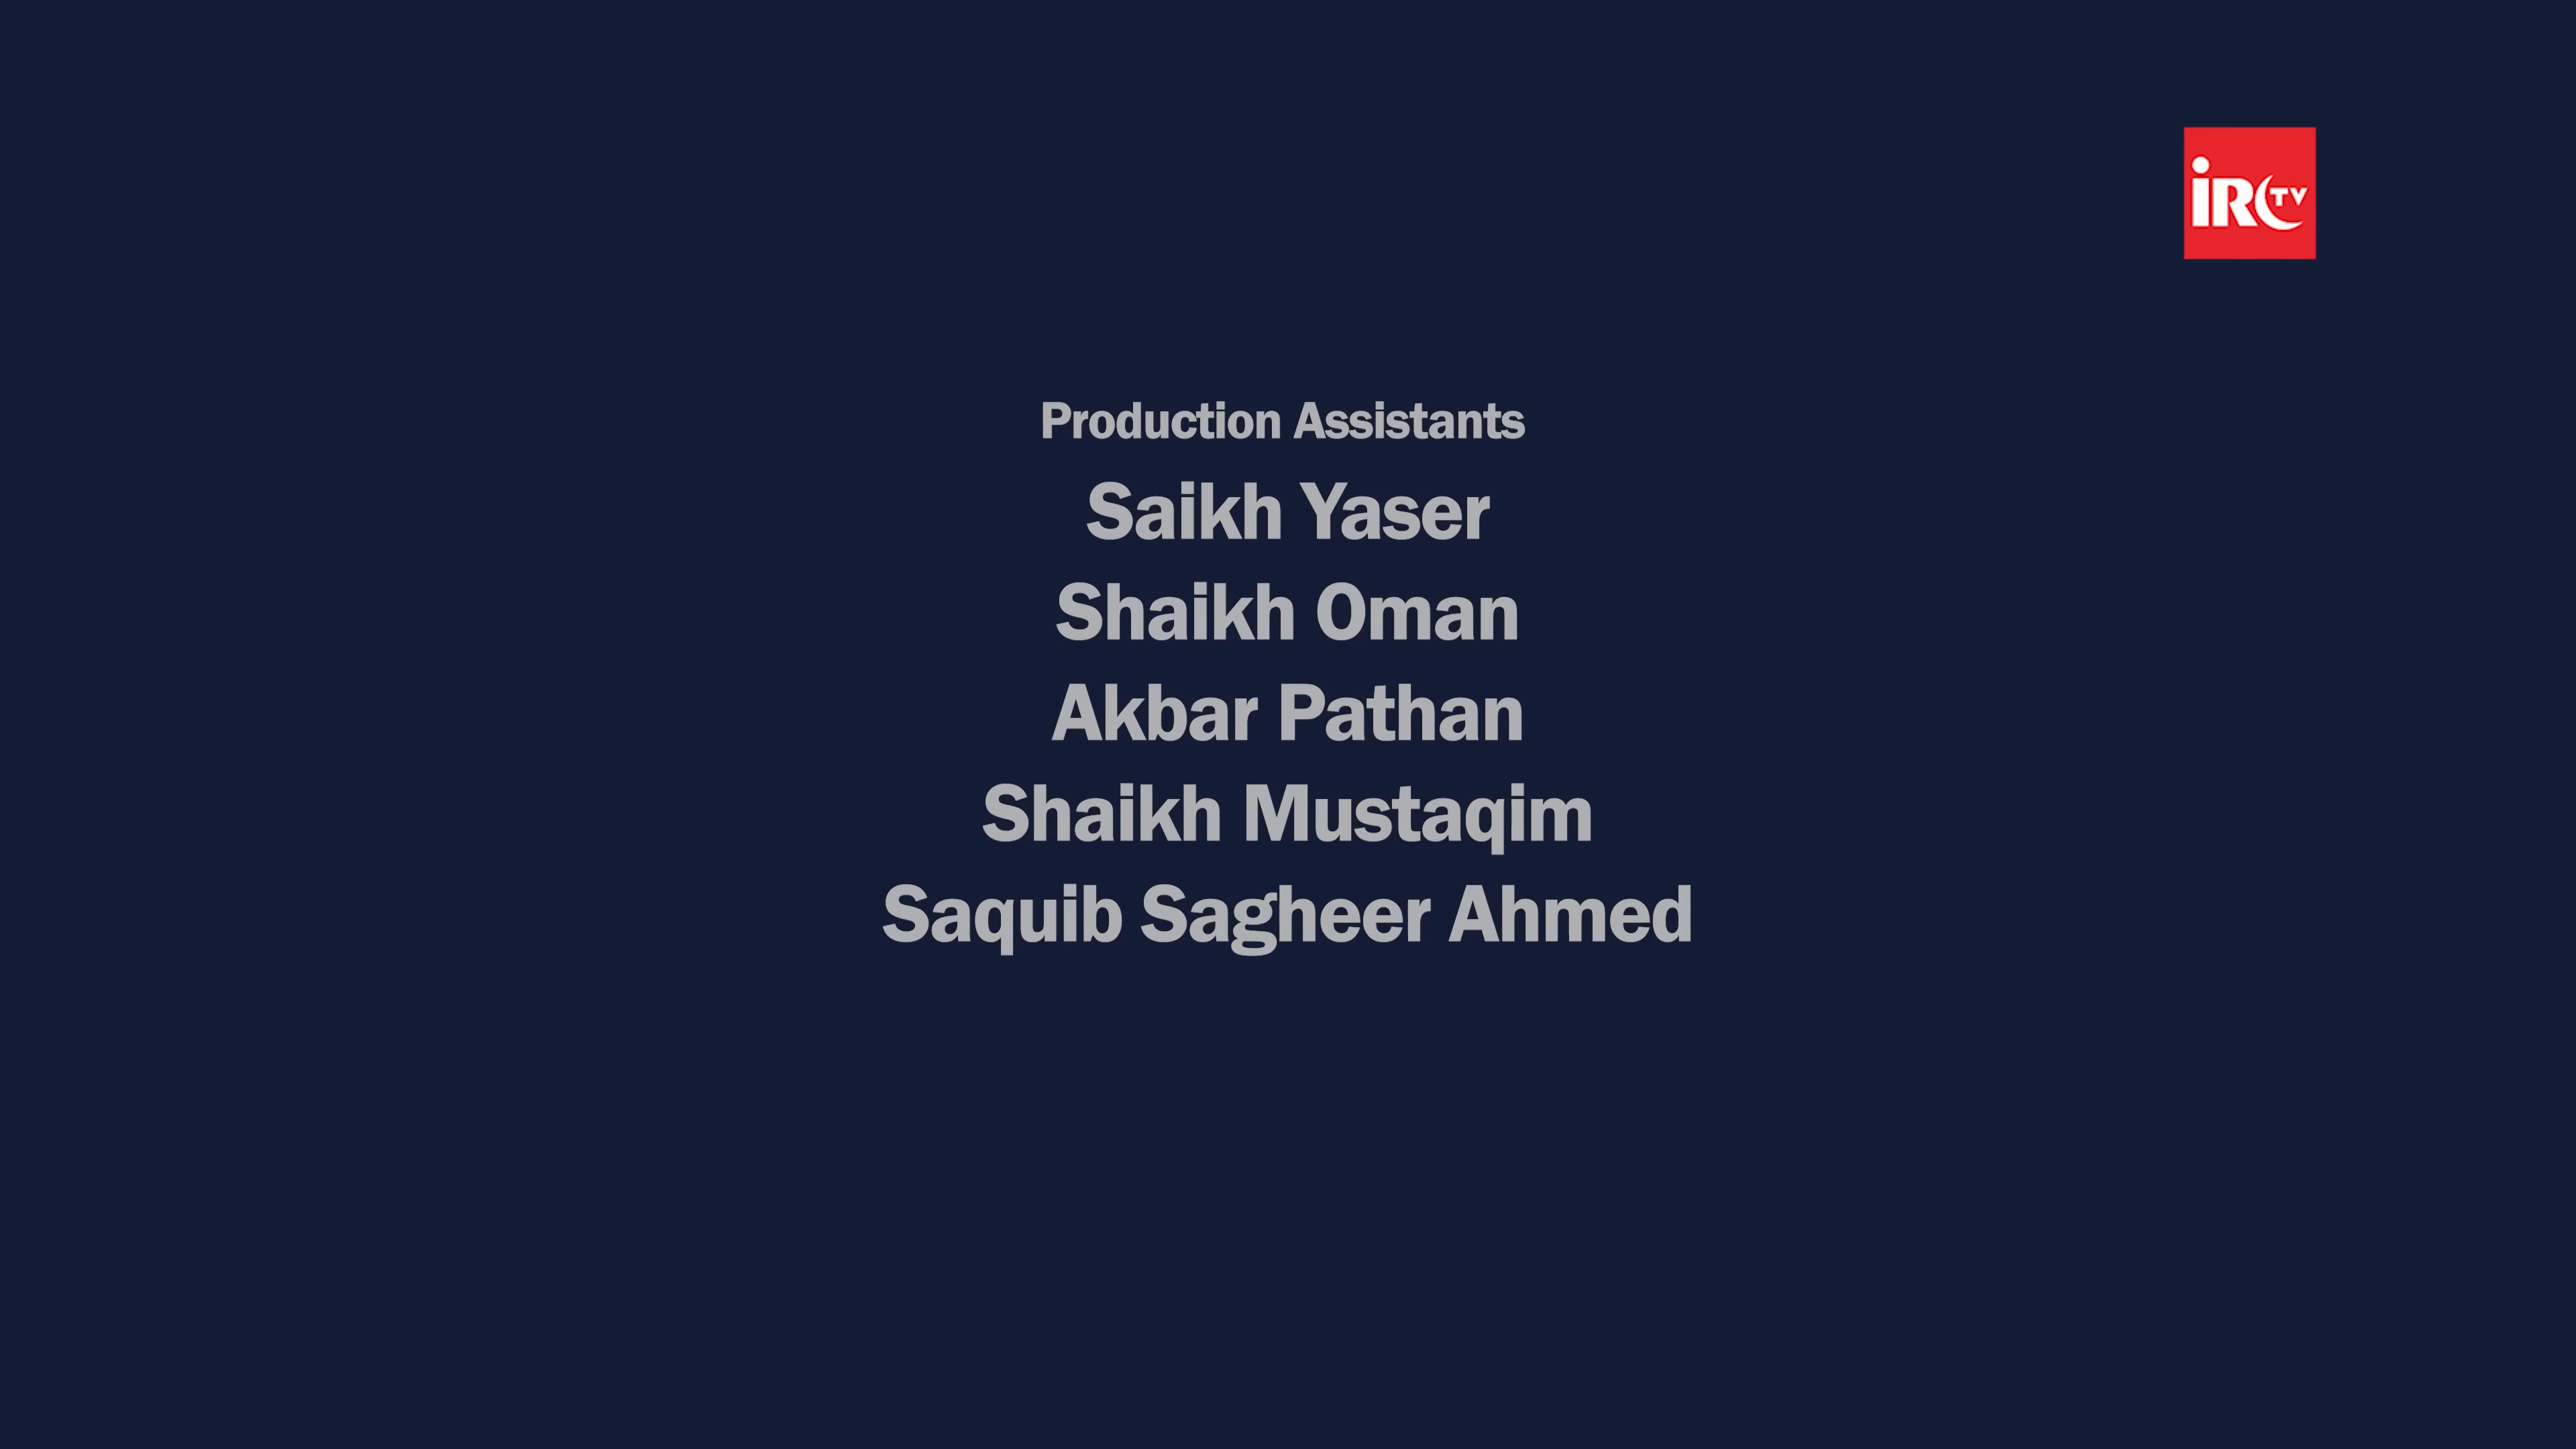 iRC TV
Production Assistants
Saikh Yaser
Shaikh Oman
Akbar Pathan
Shaikh Mustaqim
Saquib Sagheer Ahmed